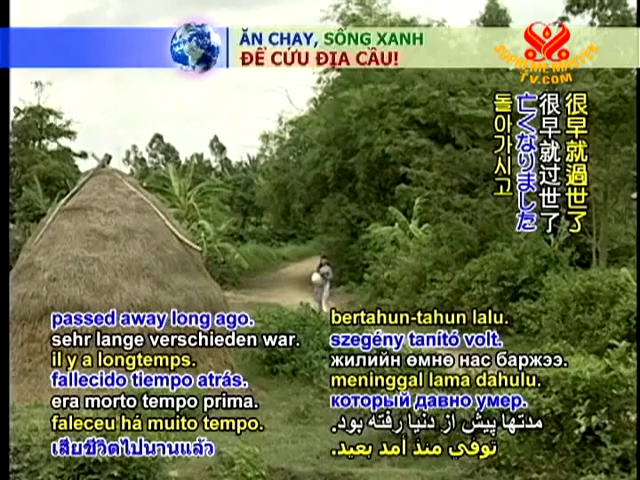 ĂN CHAY, SỐNG XANH
ĐỂ CỨU ĐỊA CẦU!
SUPREME MASTER
TV.COM
很早就過世了
很早就过世了
亡くなりました
돌아가시고
passed away long ago.
sehr lange verschieden war.
il y a longtemps.
fallecido tiempo atrás.
era morto tempo prima.
faleceu há muito tempo.
เสียชีวิตไปนานแล้ว
bertahun-tahun lalu.
szegény tanító volt.
жилийн өмнө нас баржээ.
meninggal lama dahulu.
который давно умер.
مدتها پیش از دنیا رفته بود.
توفي منذ أمد بعيد.